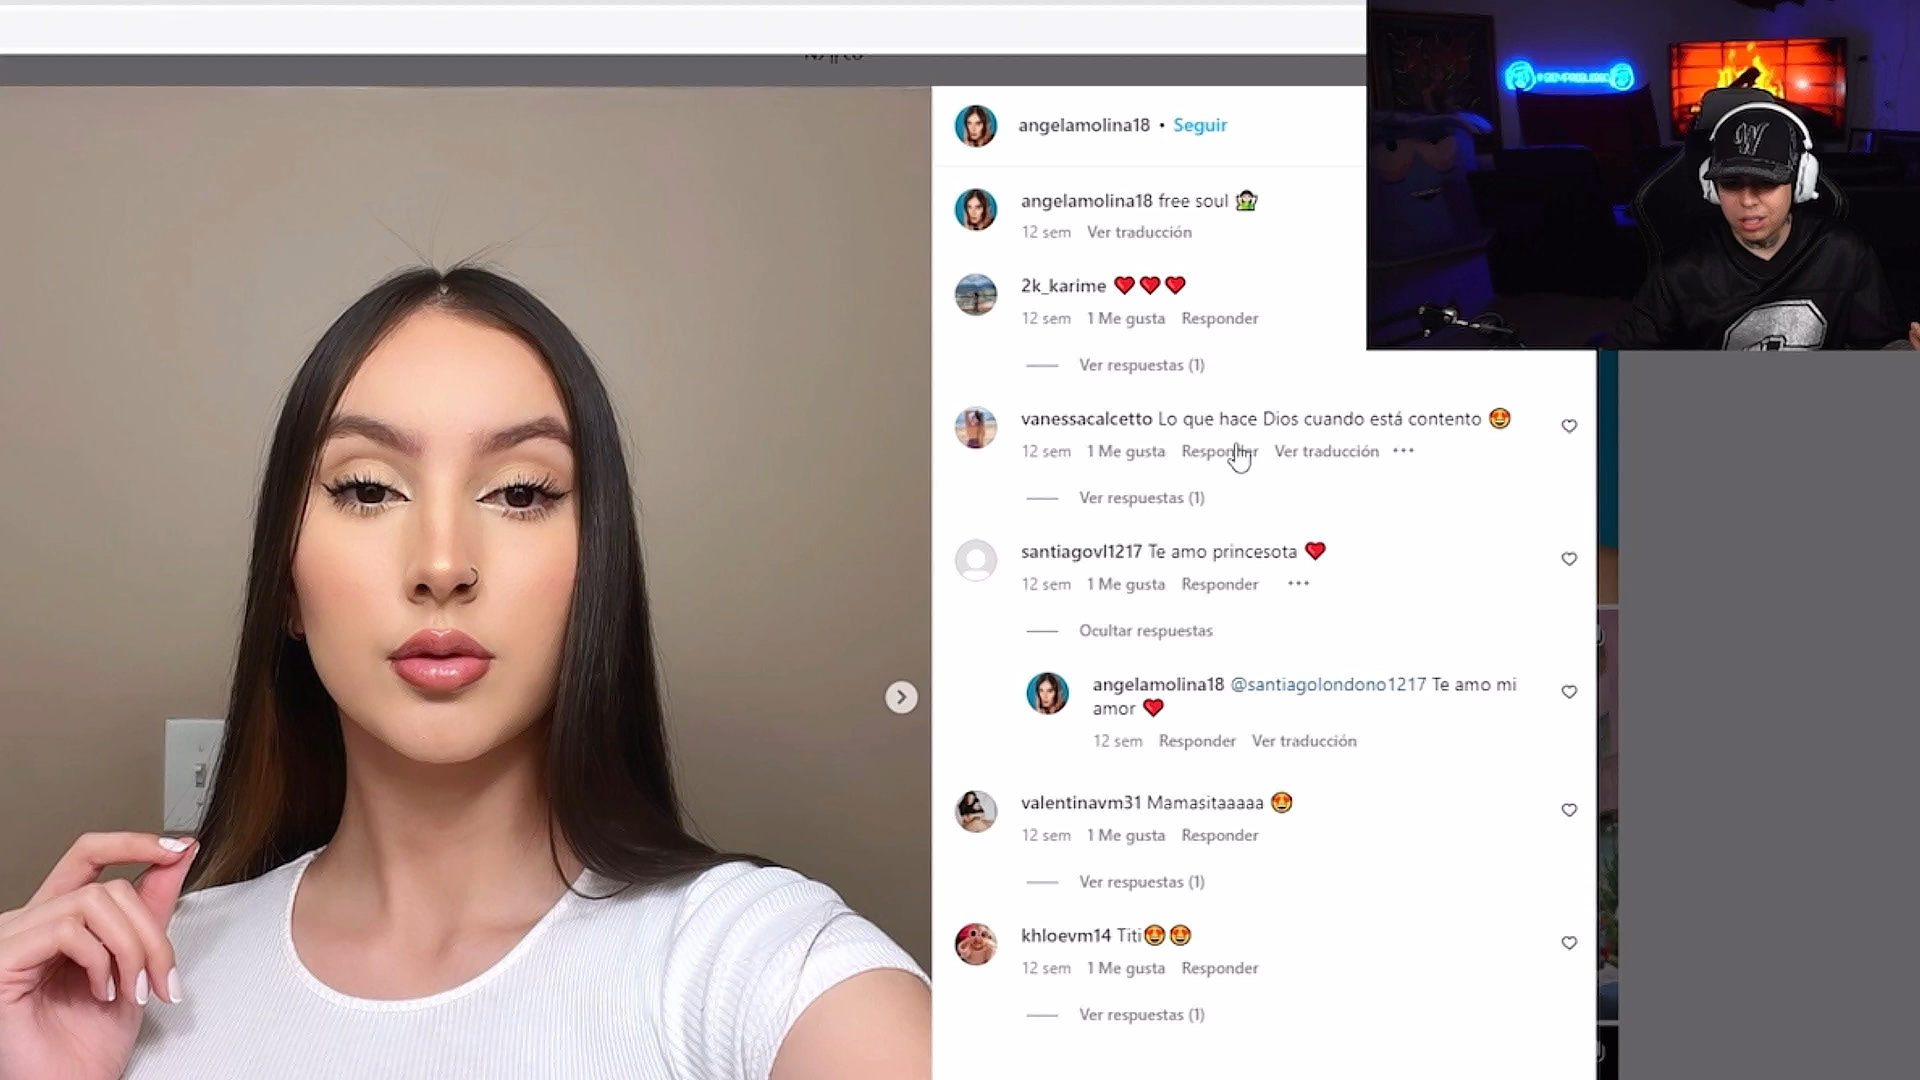 angelamolina18 • Seguir
angelamolina18 free soul
12 sem Ver traducción
2k_karime
12 sem 1 Me gusta Responder
Ver respuestas (1)
vanessacalcetto Lo que hace Dios cuando está contento
12 sem 1 Me gusta Responder Ver traducción
Ver respuestas (1)
santiagovl1217 Te amo princesota
12 sem 1 Me gusta Responder
Ocultar respuestas
angelamolina18 @santiagolondono1217 Te amo mi
amor
12 sem Responder Ver traducción
valentinavm31 Mamasitaaaaa
12 sem 1 Me gusta Responder
Ver respuestas (1)
khloevm14 Titi
12 sem 1 Me gusta Responder
Ver respuestas (1)